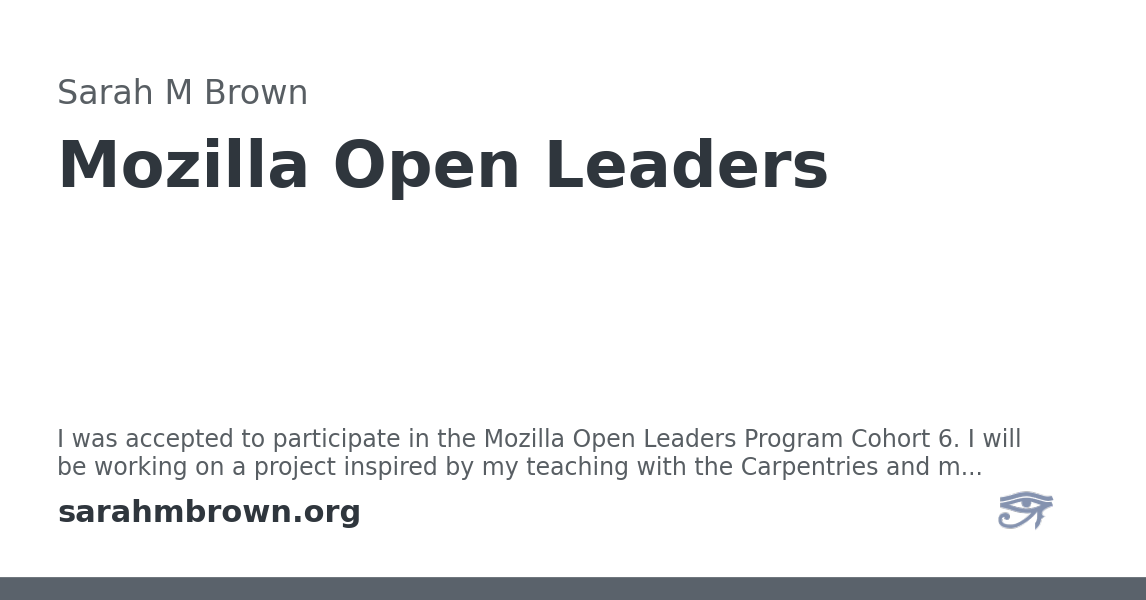 Sarah M Brown
Mozilla Open Leaders
I was accepted to participate in the Mozilla Open Leaders Program Cohort 6. I will
be working on a project inspired by my teaching with the Carpentries and m...
sarahmbrown.org